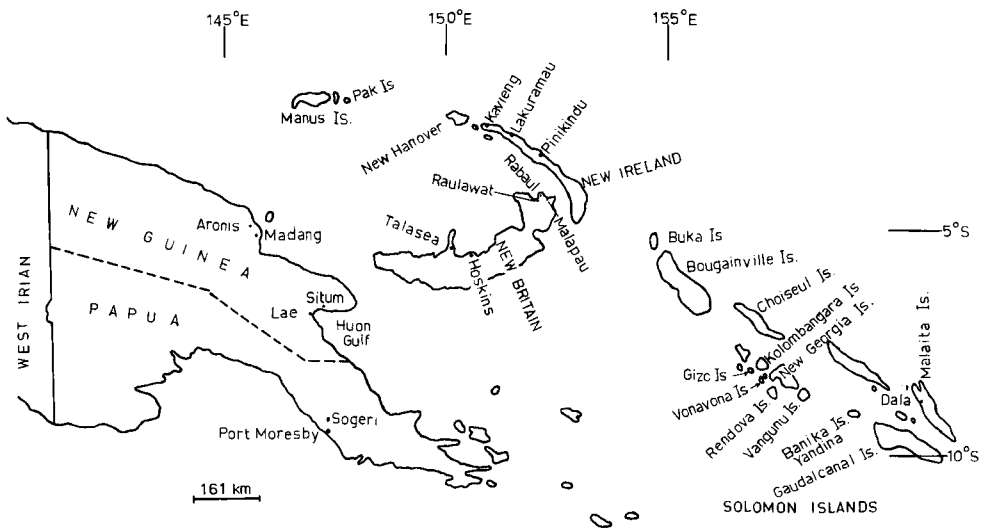 145°E
150°E
155°E
Pak Is
Manus Is.
New Hanover
Kavieng
Lakuramau
Pinikindu
NEW IRELAND
Rabaul
Raulawat
Malapau
Talasea
Hoskins
NEW BRITAIN
NEW GUINEA
Aronis
Madang
5°S
Buka Is
Bougainville Is.
Choiseul Is.
Kolombangara Is
New Georgia Is.
Malaita Is.
WEST IRIAN
PAPUA
Situm
Lae
Huon
Gulf
Gizc Is
Vonavona Is
Rendova Is.
Vangunu Is.
Dala
Banika Is.
Yandina
Gaudalcanal Is.
10°S
Sogeri
Port Moresby
161 km
SOLOMON ISLANDS